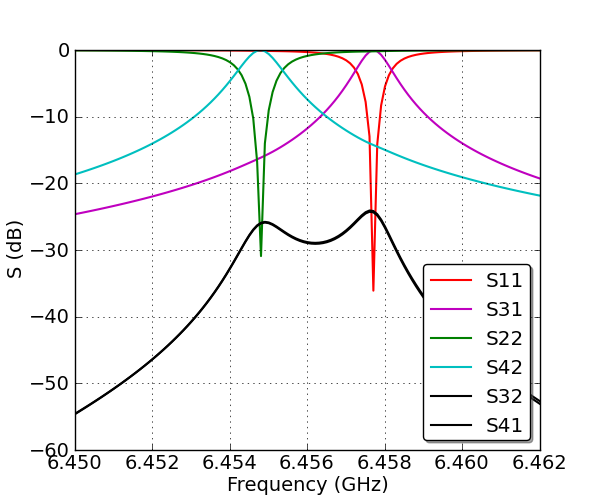 0
−10
−20
−30
−40
−50
−60
S (dB)
6.450 6.452 6.454 6.456 6.458 6.460 6.462
Frequency (GHz)
S11
S31
S22
S42
S32
S41